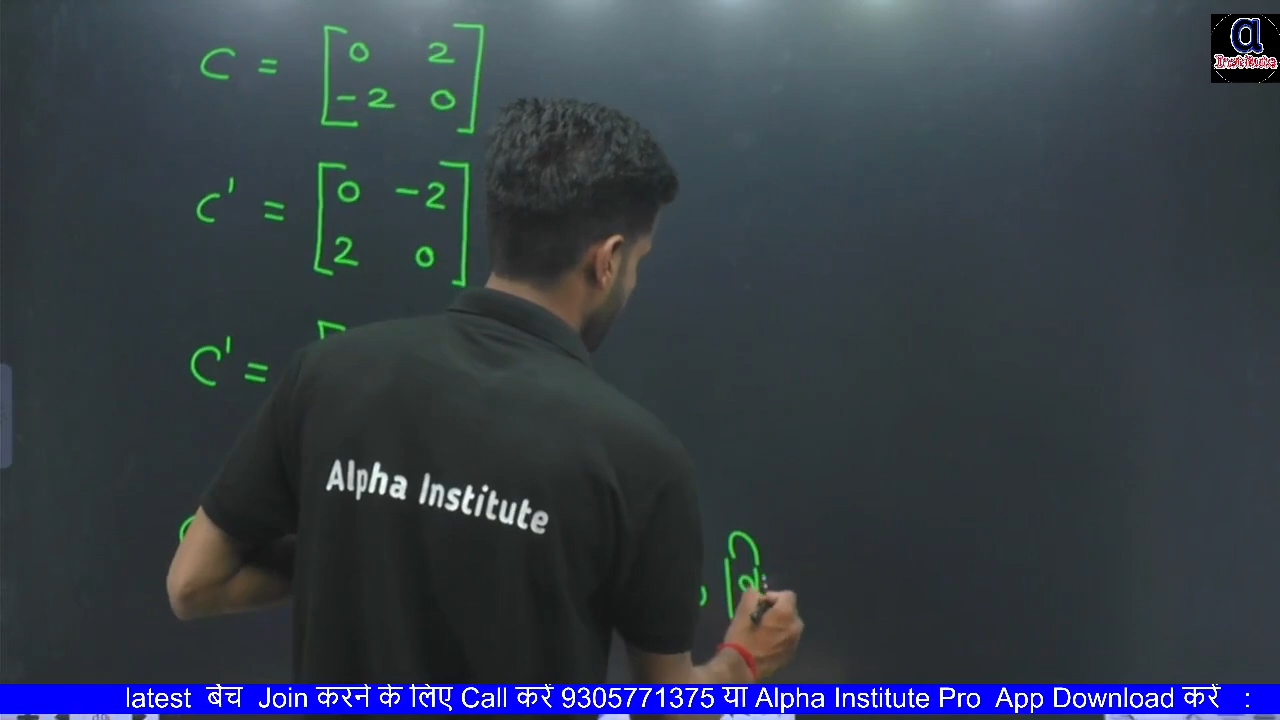 C = [ 0 2
-2 0 ]
C' = [ 0 -2
2 0 ]
C' = [
Alpha Institute
a
Institute
latest बैच Join करने के लिए Call करें 9305771375 या Alpha Institute Pro App Download करें :